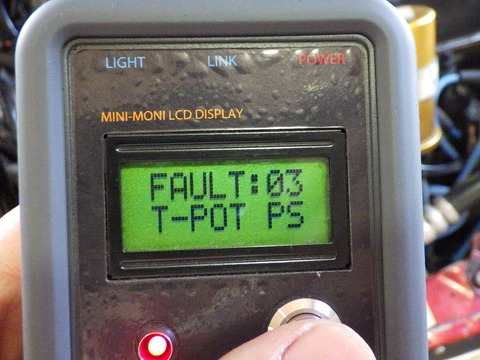 LIGHT LINK POWER
MINI-MONI LCD DISPLAY
FAULT:03
T-POT PS